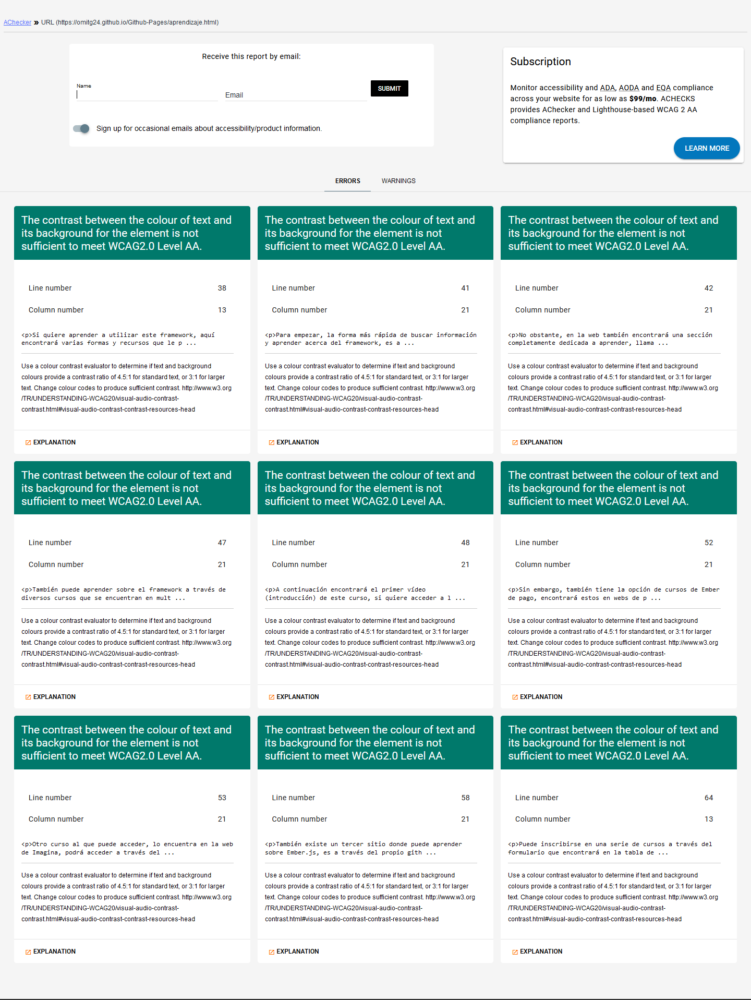 AChecker » URL (https://omitg24.github.io/Github-Pages/aprendizaje.html)
Receive this report by email:
Name
Email
SUBMIT
Sign up for occasional emails about accessibility/product information.
Subscription
Monitor accessibility and ADA, AODA and EQA compliance
across your website for as low as $99/mo. ACHECKS
provides AChecker and Lighthouse-based WCAG 2 AA
compliance reports.
LEARN MORE
ERRORS
WARNINGS
The contrast between the colour of text and
its background for the element is not
sufficient to meet WCAG2.0 Level AA.
Line number 38
Column number 13
<p>Si quiere aprender a utilizar este framework, aquí
encontrará varias formas y recursos que le p ...
Use a colour contrast evaluator to determine if text and background
colours provide a contrast ratio of 4.5:1 for standard text, or 3:1 for larger
text. Change colour codes to produce sufficient contrast. http://www.w3.org
/TR/UNDERSTANDING-WCAG20/visual-audio-contrast-
contrast.html#visual-audio-contrast-contrast-resources-head
EXPLANATION
The contrast between the colour of text and
its background for the element is not
sufficient to meet WCAG2.0 Level AA.
Line number 41
Column number 21
<p>Para empezar, la forma más rápida de buscar información
y aprender acerca del framework, es a ...
Use a colour contrast evaluator to determine if text and background
colours provide a contrast ratio of 4.5:1 for standard text, or 3:1 for larger
text. Change colour codes to produce sufficient contrast. http://www.w3.org
/TR/UNDERSTANDING-WCAG20/visual-audio-contrast-
contrast.html#visual-audio-contrast-contrast-resources-head
EXPLANATION
The contrast between the colour of text and
its background for the element is not
sufficient to meet WCAG2.0 Level AA.
Line number 42
Column number 21
<p>No obstante, en la web también encontrará una sección
completamente dedicada a aprender, llama ...
Use a colour contrast evaluator to determine if text and background
colours provide a contrast ratio of 4.5:1 for standard text, or 3:1 for larger
text. Change colour codes to produce sufficient contrast. http://www.w3.org
/TR/UNDERSTANDING-WCAG20/visual-audio-contrast-
contrast.html#visual-audio-contrast-contrast-resources-head
EXPLANATION
The contrast between the colour of text and
its background for the element is not
sufficient to meet WCAG2.0 Level AA.
Line number 47
Column number 21
<p>También puede aprender sobre el framework a través de
diversos cursos que se encuentran en mult ...
Use a colour contrast evaluator to determine if text and background
colours provide a contrast ratio of 4.5:1 for standard text, or 3:1 for larger
text. Change colour codes to produce sufficient contrast. http://www.w3.org
/TR/UNDERSTANDING-WCAG20/visual-audio-contrast-
contrast.html#visual-audio-contrast-contrast-resources-head
EXPLANATION
The contrast between the colour of text and
its background for the element is not
sufficient to meet WCAG2.0 Level AA.
Line number 48
Column number 21
<p>A continuación encontrará el primer vídeo
(introducción) de este curso, si quiere acceder a l ...
Use a colour contrast evaluator to determine if text and background
colours provide a contrast ratio of 4.5:1 for standard text, or 3:1 for larger
text. Change colour codes to produce sufficient contrast. http://www.w3.org
/TR/UNDERSTANDING-WCAG20/visual-audio-contrast-
contrast.html#visual-audio-contrast-contrast-resources-head
EXPLANATION
The contrast between the colour of text and
its background for the element is not
sufficient to meet WCAG2.0 Level AA.
Line number 52
Column number 21
<p>Sin embargo, también tiene la opción de cursos de Ember
de pago, encontrará estos en webs de p ...
Use a colour contrast evaluator to determine if text and background
colours provide a contrast ratio of 4.5:1 for standard text, or 3:1 for larger
text. Change colour codes to produce sufficient contrast. http://www.w3.org
/TR/UNDERSTANDING-WCAG20/visual-audio-contrast-
contrast.html#visual-audio-contrast-contrast-resources-head
EXPLANATION
The contrast between the colour of text and
its background for the element is not
sufficient to meet WCAG2.0 Level AA.
Line number 53
Column number 21
<p>Otro curso al que puede acceder, lo encuentra en la web
de Imagina, podrá acceder a través del ...
Use a colour contrast evaluator to determine if text and background
colours provide a contrast ratio of 4.5:1 for standard text, or 3:1 for larger
text. Change colour codes to produce sufficient contrast. http://www.w3.org
/TR/UNDERSTANDING-WCAG20/visual-audio-contrast-
contrast.html#visual-audio-contrast-contrast-resources-head
EXPLANATION
The contrast between the colour of text and
its background for the element is not
sufficient to meet WCAG2.0 Level AA.
Line number 58
Column number 21
<p>También existe un tercer sitio donde puede aprender
sobre Ember.js, es a través del propio gith ...
Use a colour contrast evaluator to determine if text and background
colours provide a contrast ratio of 4.5:1 for standard text, or 3:1 for larger
text. Change colour codes to produce sufficient contrast. http://www.w3.org
/TR/UNDERSTANDING-WCAG20/visual-audio-contrast-
contrast.html#visual-audio-contrast-contrast-resources-head
EXPLANATION
The contrast between the colour of text and
its background for the element is not
sufficient to meet WCAG2.0 Level AA.
Line number 64
Column number 13
<p>Puede inscribirse en una serie de cursos a través del
formulario que encontrará en la tabla de ...
Use a colour contrast evaluator to determine if text and background
colours provide a contrast ratio of 4.5:1 for standard text, or 3:1 for larger
text. Change colour codes to produce sufficient contrast. http://www.w3.org
/TR/UNDERSTANDING-WCAG20/visual-audio-contrast-
contrast.html#visual-audio-contrast-contrast-resources-head
EXPLANATION